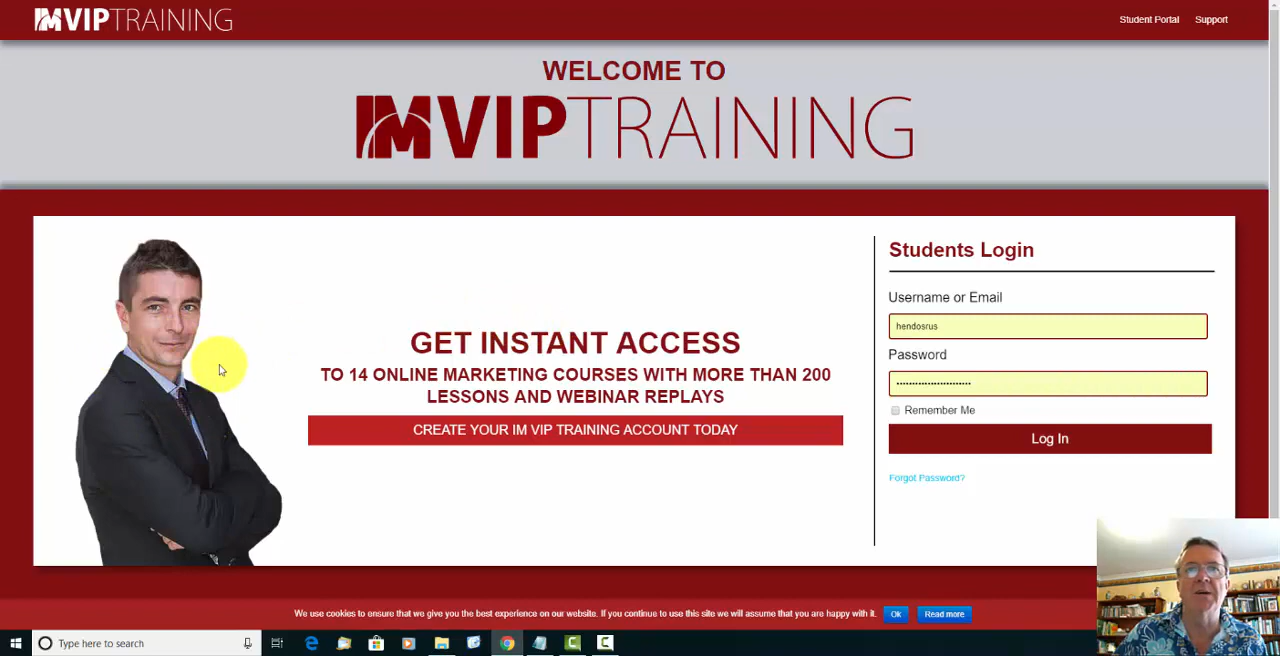 IMVIPTRAINING
Student Portal Support
WELCOME TO
IMVIPTRAINING
GET INSTANT ACCESS
TO 14 ONLINE MARKETING COURSES WITH MORE THAN 200
LESSONS AND WEBINAR REPLAYS
CREATE YOUR IM VIP TRAINING ACCOUNT TODAY
Students Login
Username or Email
hendosrus
Password
Remember Me
Log In
Forgot Password?
We use cookies to ensure that we give you the best experience on our website. If you continue to use this site we will assume that you are happy with it. Ok Read more
Type here to search